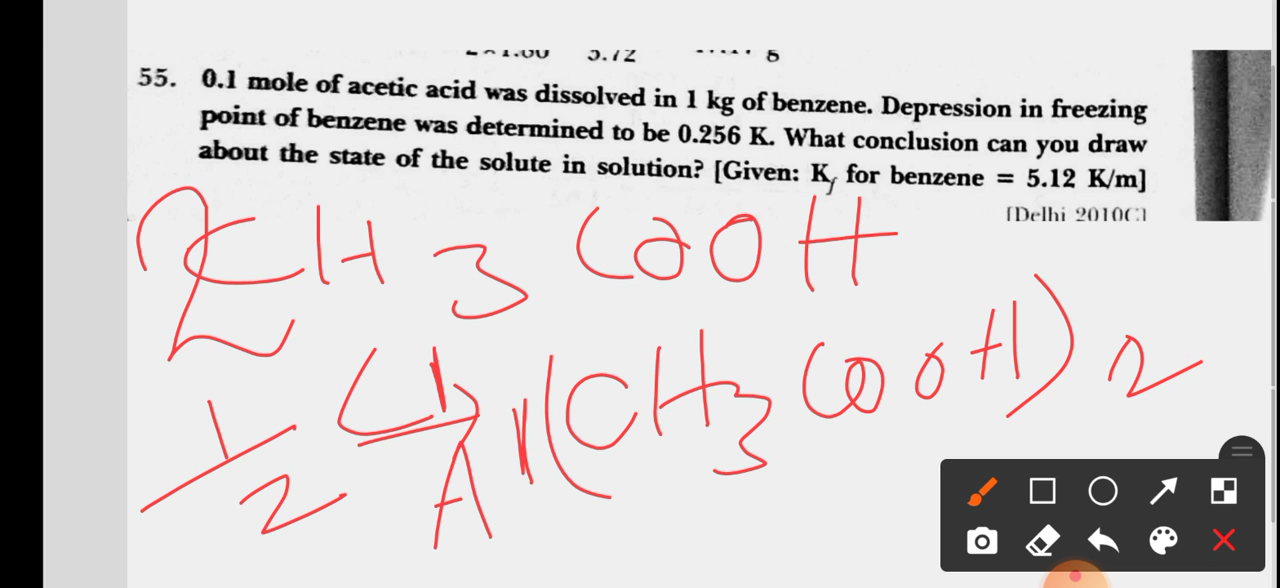 55. 0.1 mole of acetic acid was dissolved in 1 kg of benzene. Depression in freezing
point of benzene was determined to be 0.256 K. What conclusion can you draw
about the state of the solute in solution? [Given: Kf for benzene = 5.12 K/m]
[Delhi 2010C]
2CH3COOH
(CH3COOH)2
1/2